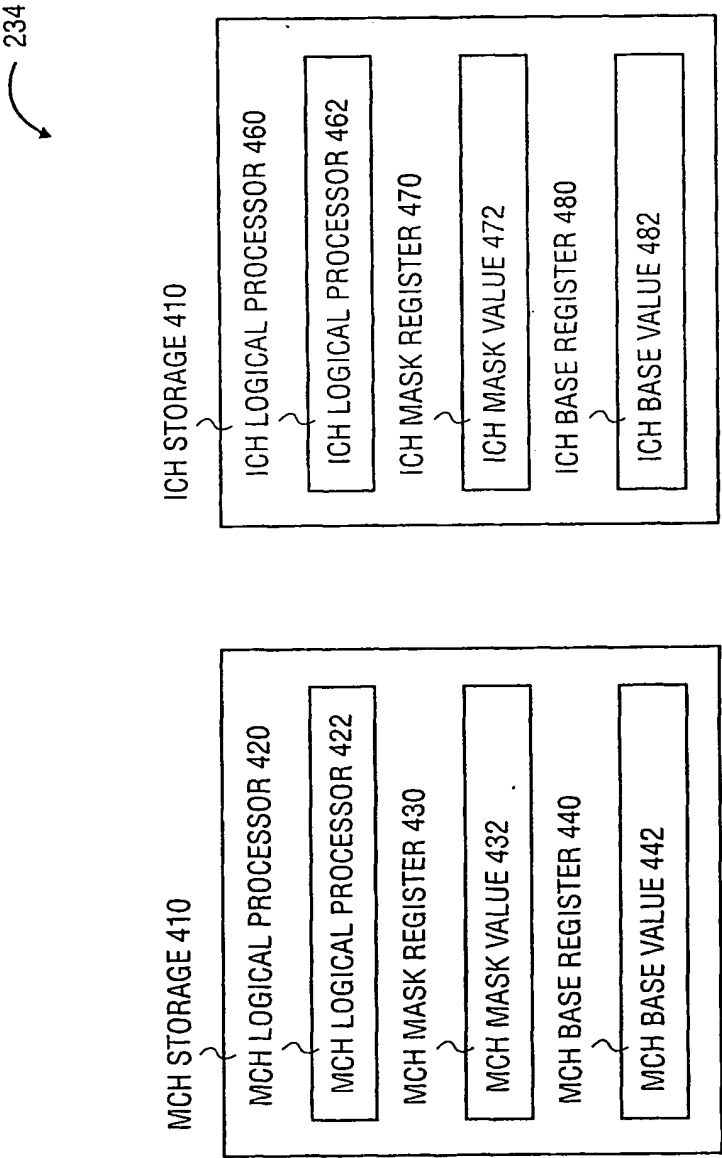 234
MCH STORAGE 410
MCH LOGICAL PROCESSOR 420
MCH LOGICAL PROCESSOR 422
MCH MASK REGISTER 430
MCH MASK VALUE 432
MCH BASE REGISTER 440
MCH BASE VALUE 442
ICH STORAGE 410
ICH LOGICAL PROCESSOR 460
ICH LOGICAL PROCESSOR 462
ICH MASK REGISTER 470
ICH MASK VALUE 472
ICH BASE REGISTER 480
ICH BASE VALUE 482